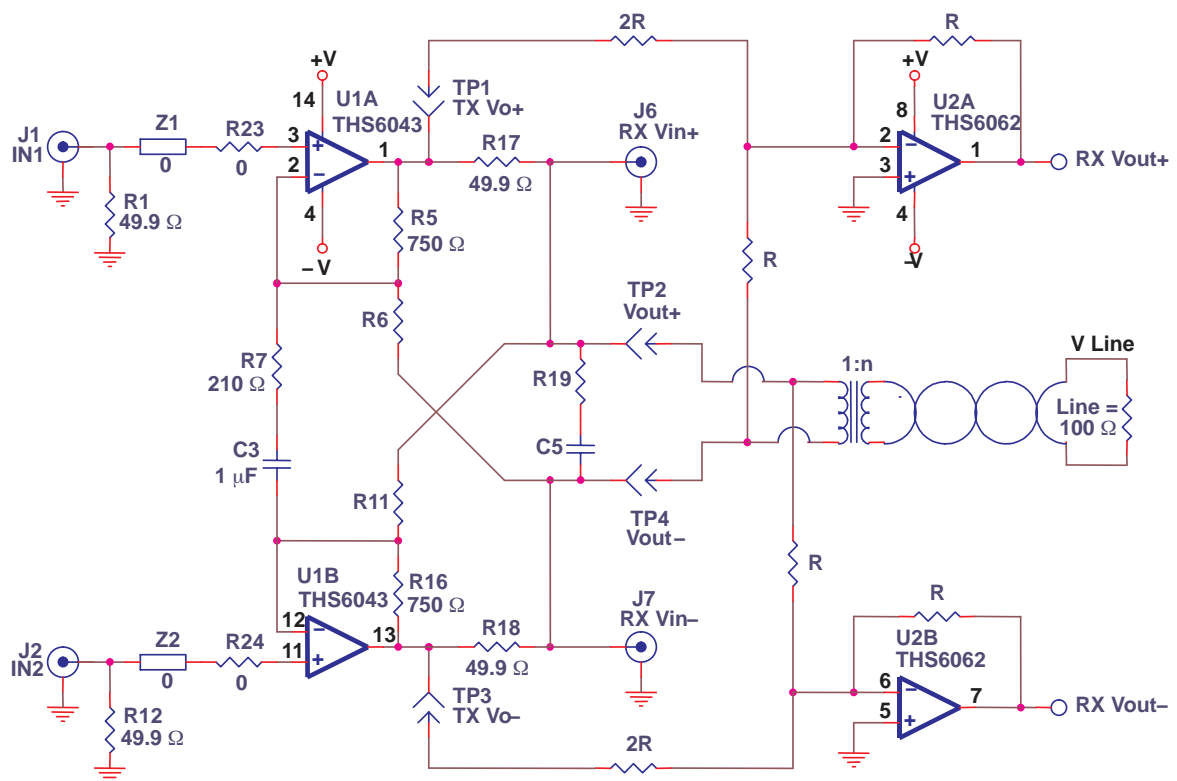 2R
R
+V
TP1
TX Vo+
+V
14
U1A
THS6043
J6
RX Vin+
8
U2A
THS6062
J1
IN1
Z1
0
R23
0
3
+
2
−
1
R17
49.9 Ω
2
−
3
+
1
RX Vout+
R1
49.9 Ω
4
−V
R5
750 Ω
4
−V
R
R6
TP2
Vout+
R7
210 Ω
R19
1:n
V Line
Line =
100 Ω
C3
1 μF
C5
R11
TP4
Vout−
R
U1B
THS6043
R16
750 Ω
J7
RX Vin−
R
J2
IN2
Z2
0
R24
0
12
−
11
+
13
R18
49.9 Ω
U2B
THS6062
6
−
5
+
7
RX Vout−
R12
49.9 Ω
TP3
TX Vo−
2R